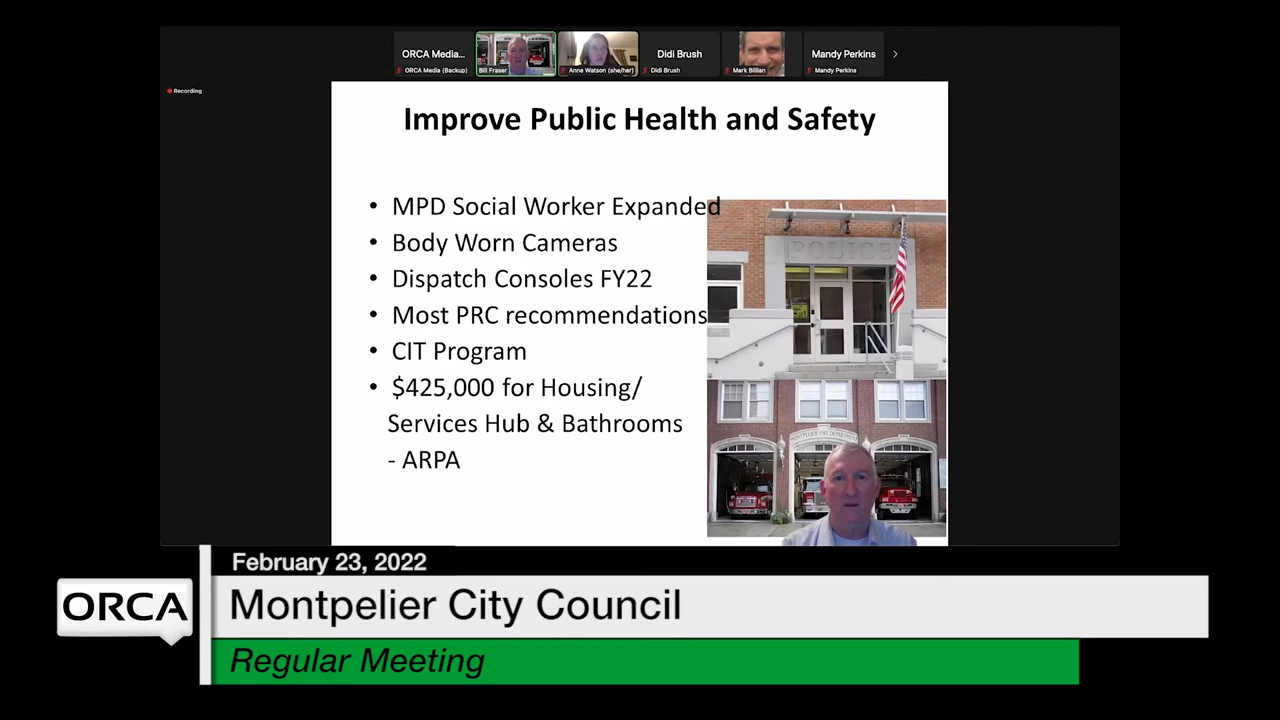 ORCA Media...
Didi Brush
Mandy Perkins
ORCA Media (Backup)
Bill Fraser
Anne Watson (she/her)
Didi Brush
Mark Billian
Mandy Perkins
Recording
Improve Public Health and Safety
• MPD Social Worker Expanded
• Body Worn Cameras
• Dispatch Consoles FY22
• Most PRC recommendations
• CIT Program
• $425,000 for Housing/
Services Hub & Bathrooms
- ARPA
POLICE
MONTPELIER FIRE DEPARTMENT
February 23, 2022
ORCA
Montpelier City Council
Regular Meeting